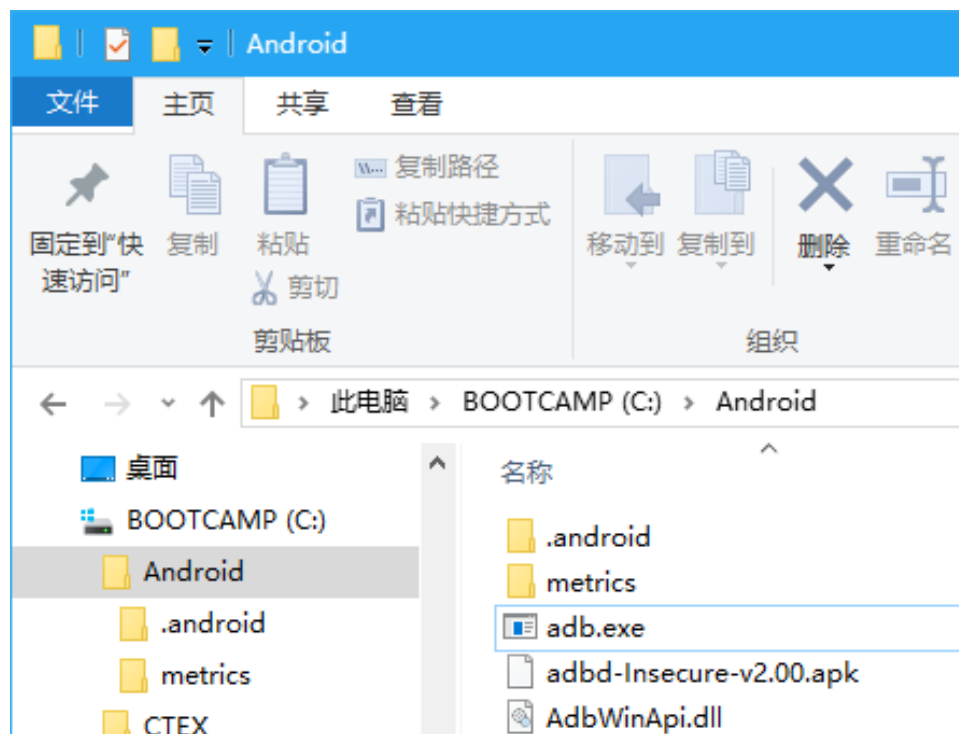 Android
文件 主页 共享 查看
复制路径
粘贴快捷方式
固定到“快速访问” 复制 粘贴 移动到 复制到 删除 重命名
剪切
剪贴板 组织
此电脑 BOOTCAMP (C:) Android
桌面 名称
BOOTCAMP (C:)
.android
Android
metrics
.android
adb.exe
metrics
adbd-Insecure-v2.00.apk
CTEX
AdbWinApi.dll